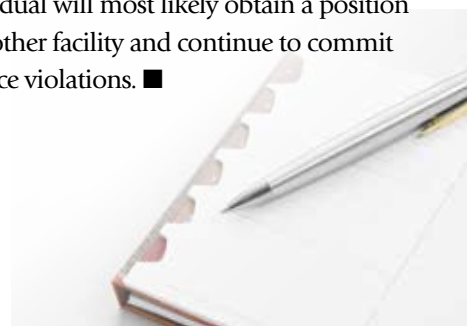 dual will most likely obtain a position
other facility and continue to commit
ce violations. ■